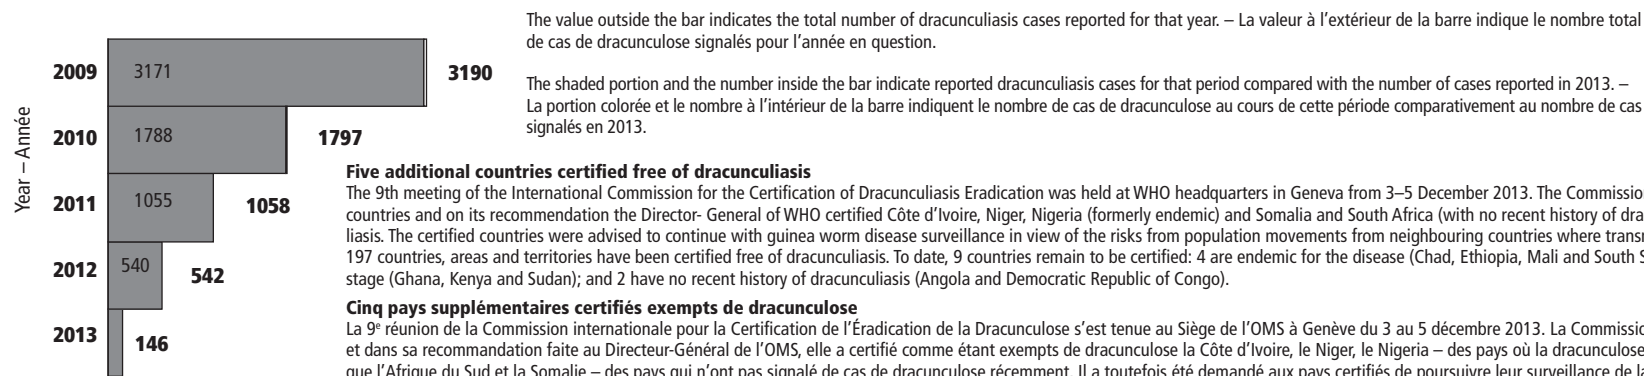 The value outside the bar indicates the total number of dracunculiasis cases reported for that year. – La valeur à l’extérieur de la barre indique le nombre total
de cas de dracunculose signalés pour l’année en question.
The shaded portion and the number inside the bar indicate reported dracunculiasis cases for that period compared with the number of cases reported in 2013. –
La portion colorée et le nombre à l’intérieur de la barre indiquent le nombre de cas de dracunculose au cours de cette période comparativement au nombre de cas
signalés en 2013.
Year – Année
2009 3171 3190
2010 1788 1797
2011 1055 1058
2012 540 542
2013 146
Five additional countries certified free of dracunculiasis
The 9th meeting of the International Commission for the Certification of Dracunculiasis Eradication was held at WHO headquarters in Geneva from 3–5 December 2013. The Commission
countries and on its recommendation the Director- General of WHO certified Côte d’Ivoire, Niger, Nigeria (formerly endemic) and Somalia and South Africa (with no recent history of dra
liasis. The certified countries were advised to continue with guinea worm disease surveillance in view of the risks from population movements from neighbouring countries where
197 countries, areas and territories have been certified free of dracunculiasis. To date, 9 countries remain to be certified: 4 are endemic for the disease (Chad, Ethiopia, Mali and South
stage (Ghana, Kenya and Sudan); and 2 have no recent history of dracunculiasis (Angola and Democratic Republic of Congo).
Cinq pays supplémentaires certifiés exempts de dracunculose
La 9e réunion de la Commission internationale pour la Certification de l’Éradication de la Dracunculose s’est tenue au Siège de l’OMS à Genève du 3 au 5 décembre 2013. La
et dans sa recommandation faite au Directeur-Général de l’OMS, elle a certifié comme étant exempts de dracunculose la Côte d’Ivoire, le Niger, le Nigeria – des pays où la dracunculose
que l’Afrique du Sud et la Somalie – des pays qui n’ont pas signalé de cas de dracunculose récemment. Il a toutefois été demandé aux pays certifiés de poursuivre leur surveillance de la